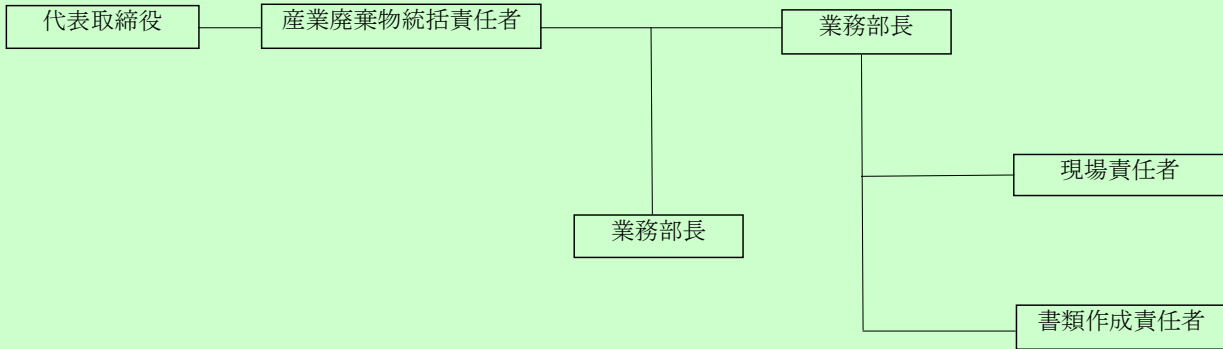 代表取締役
産業廃棄物統括責任者
業務部長
現場責任者
業務部長
書類作成責任者